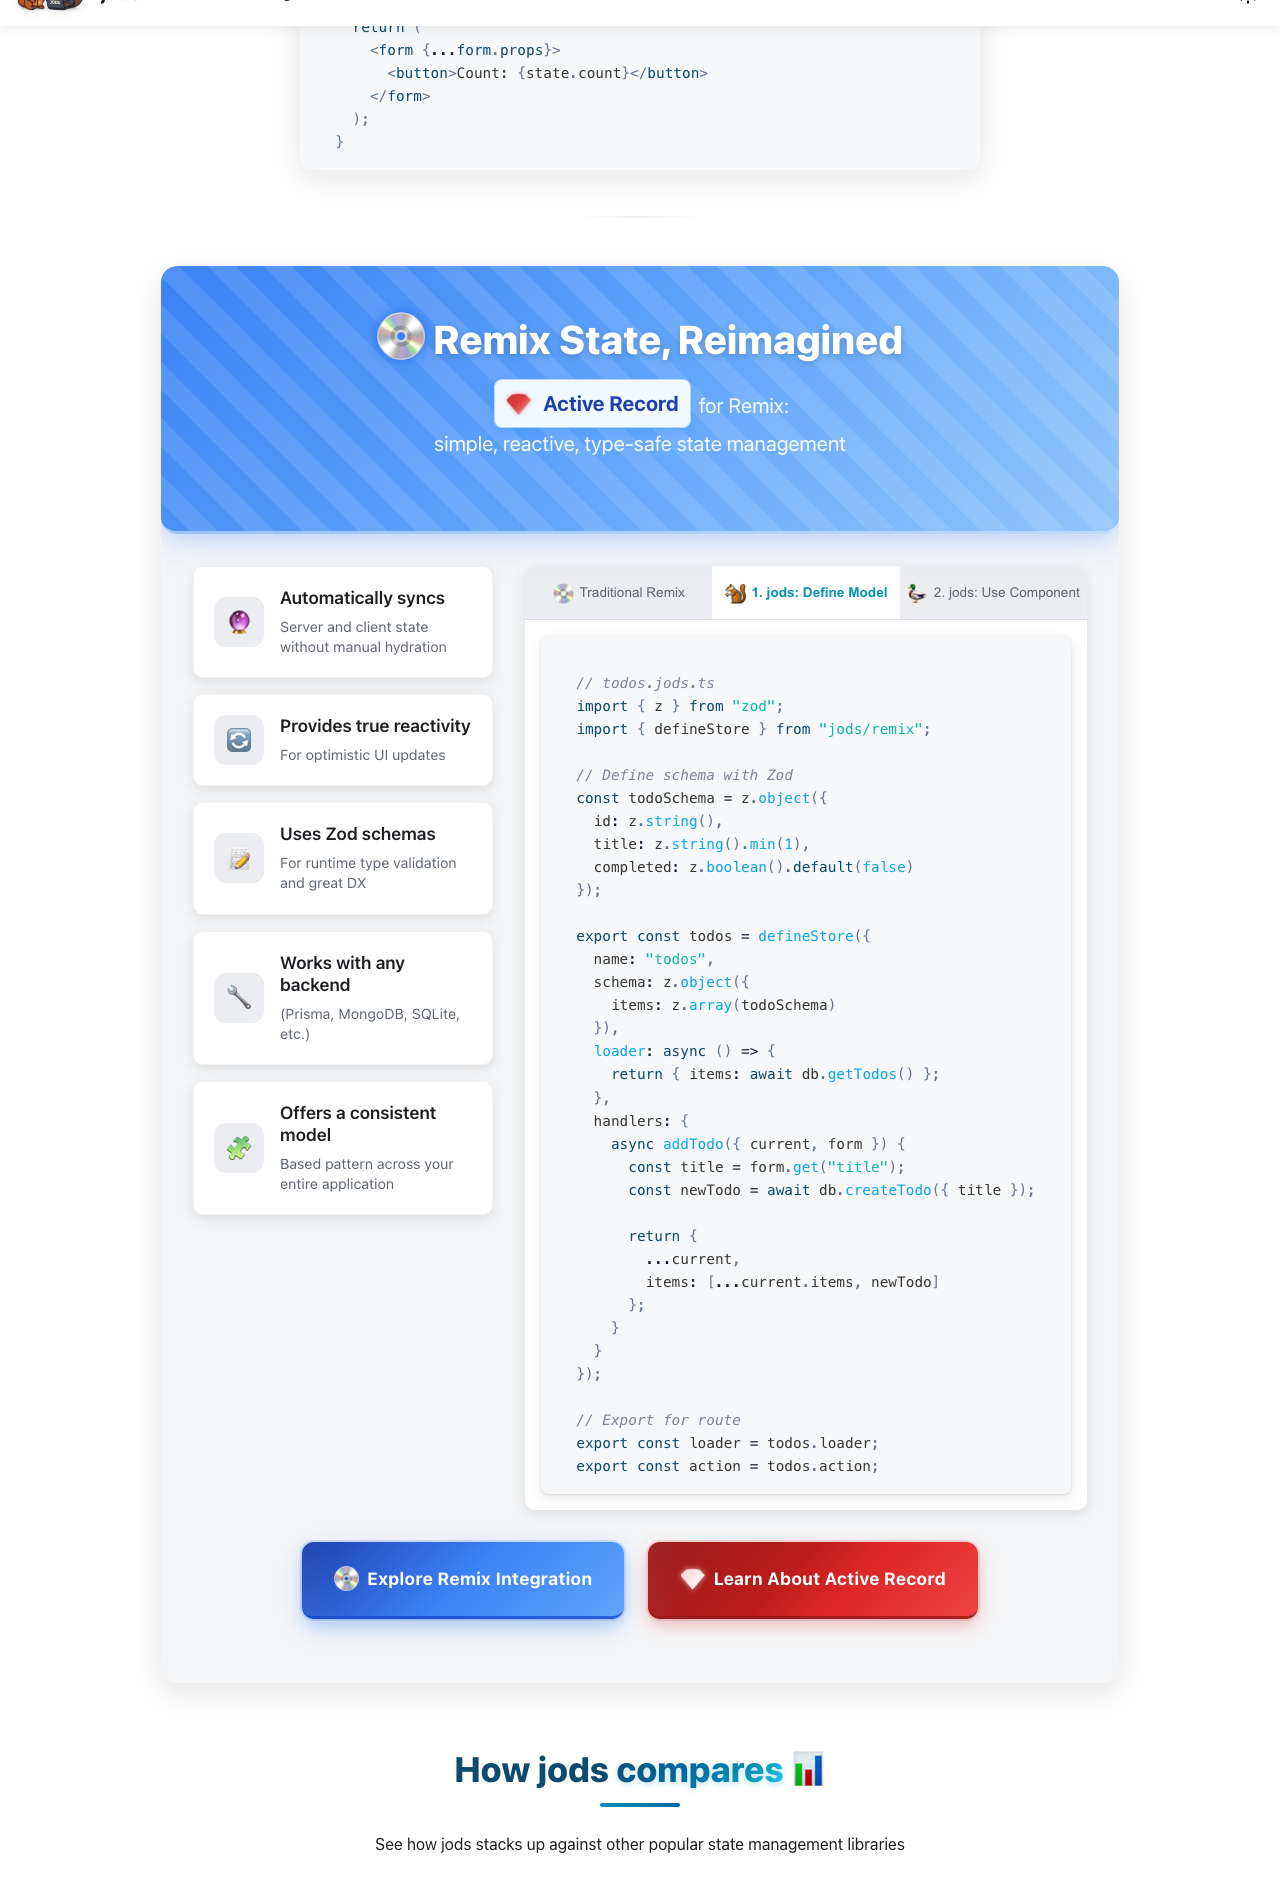 return (
<form {...form.props}>
<button>Count: {state.count}</button>
</form>
);
}
Remix State, Reimagined
Active Record for Remix:
simple, reactive, type-safe state management
Automatically syncs
Server and client state
without manual hydration
Provides true reactivity
For optimistic UI updates
Uses Zod schemas
For runtime type validation
and great DX
Works with any
backend
(Prisma, MongoDB, SQLite,
etc.)
Offers a consistent
model
Based pattern across your
entire application
Traditional Remix
1. jods: Define Model
2. jods: Use Component
// todos.jods.ts
import { z } from "zod";
import { defineStore } from "jods/remix";
// Define schema with Zod
const todoSchema = z.object({
id: z.string(),
title: z.string().min(1),
completed: z.boolean().default(false)
});
export const todos = defineStore({
name: "todos",
schema: z.object({
items: z.array(todoSchema)
}),
loader: async () => {
return { items: await db.getTodos() };
},
handlers: {
async addTodo({ current, form }) {
const title = form.get("title");
const newTodo = await db.createTodo({ title });
return {
...current,
items: [...current.items, newTodo]
};
}
}
});
// Export for route
export const loader = todos.loader;
export const action = todos.action;
Explore Remix Integration
Learn About Active Record
How jods compares
See how jods stacks up against other popular state management libraries